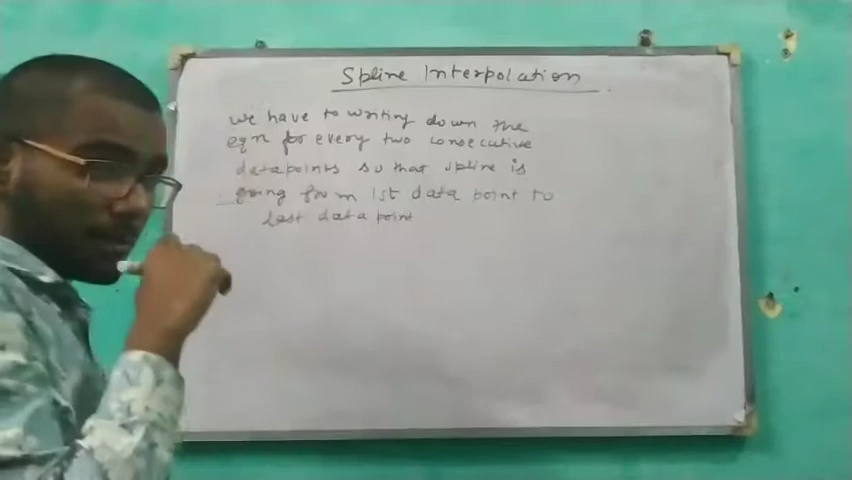 Spline Interpolation
we have to writing down the
eqn for every two consecutive
datapoints so that spline is
going form 1st data point to
last data point